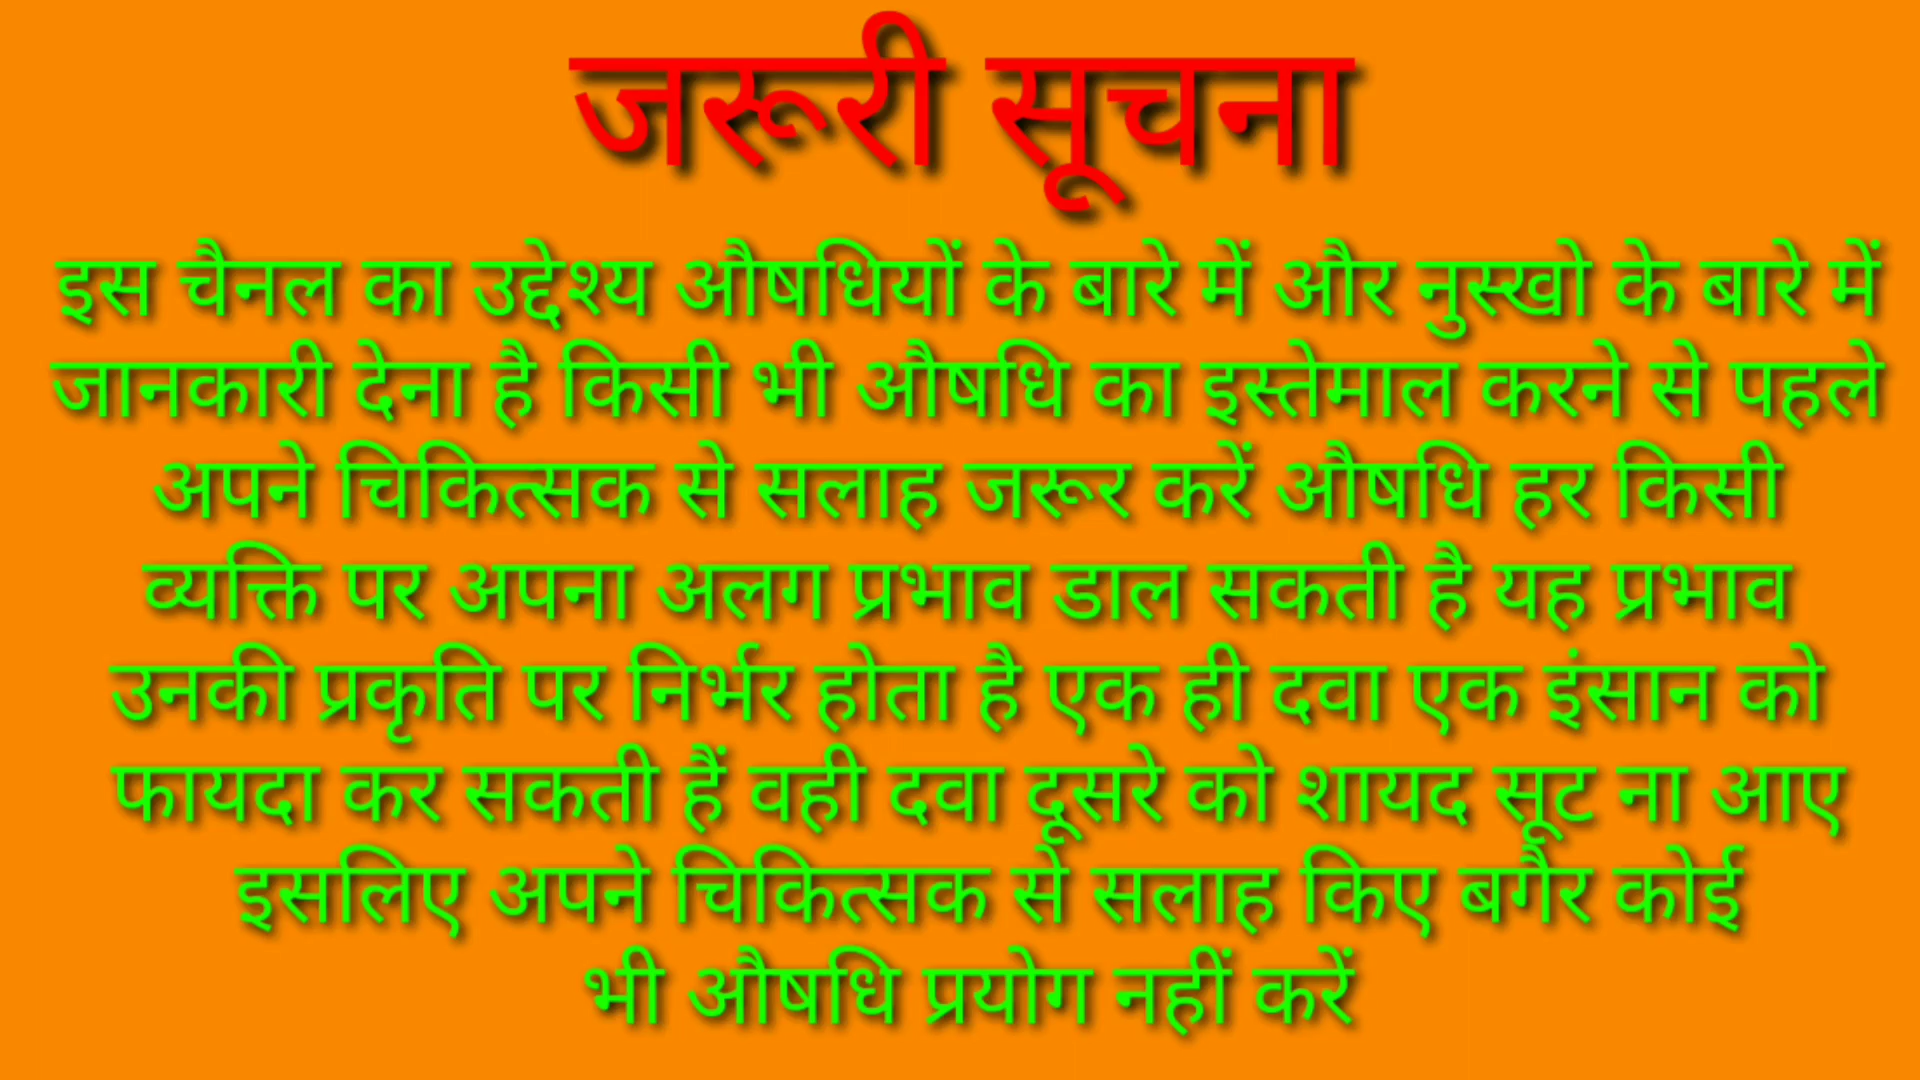 जरूरी सूचना
इस चैनल का उद्देश्य औषधियों के बारे में और नुस्खो के बारे में
जानकारी देना है किसी भी औषधि का इस्तेमाल करने से पहले
अपने चिकित्सक से सलाह जरूर करें औषधि हर किसी
व्यक्ति पर अपना अलग प्रभाव डाल सकती है यह प्रभाव
उनकी प्रकृति पर निर्भर होता है एक ही दवा एक इंसान को
फायदा कर सकती हैं वही दवा दूसरे को शायद सूट ना आए
इसलिए अपने चिकित्सक से सलाह किए बगैर कोई
भी औषधि प्रयोग नहीं करें